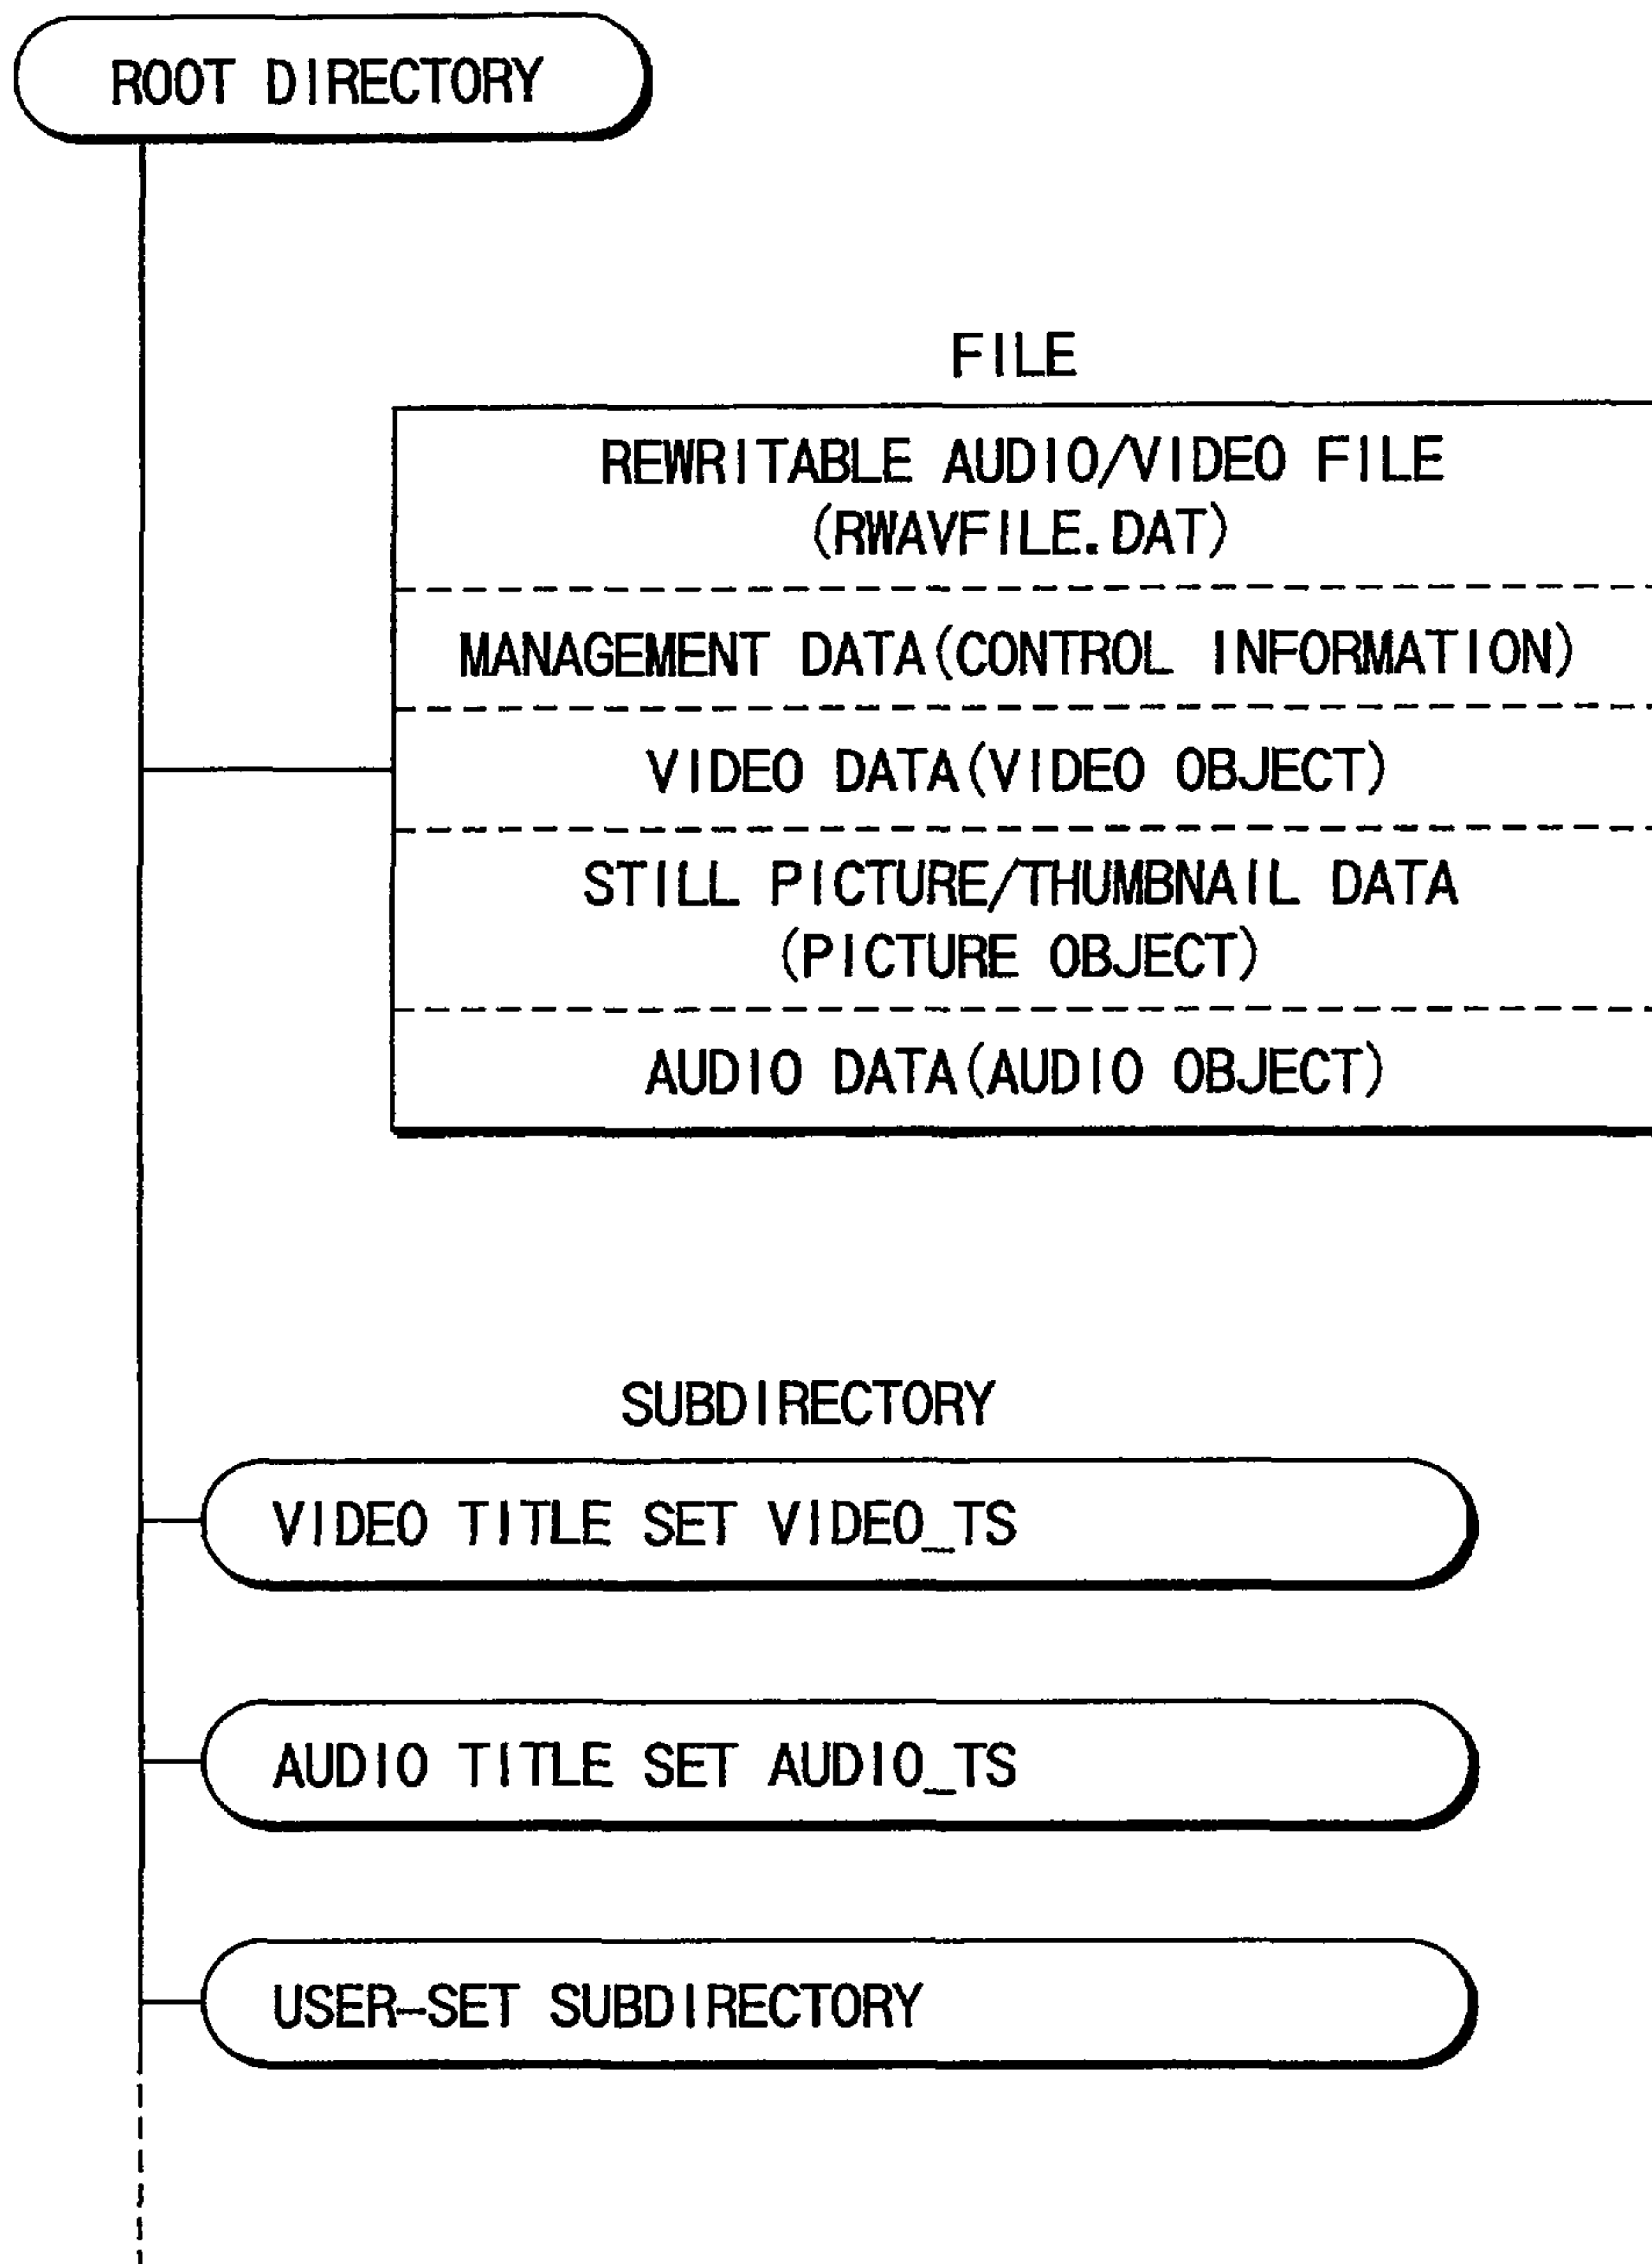 ROOT DIRECTORY
FILE
REWRITABLE AUDIO/VIDEO FILE
(RWAVFILE.DAT)
MANAGEMENT DATA(CONTROL INFORMATION)
VIDEO DATA(VIDEO OBJECT)
STILL PICTURE/THUMBNAIL DATA
(PICTURE OBJECT)
AUDIO DATA(AUDIO OBJECT)
SUBDIRECTORY
VIDEO TITLE SET VIDEO_TS
AUDIO TITLE SET AUDIO_TS
USER-SET SUBDIRECTORY